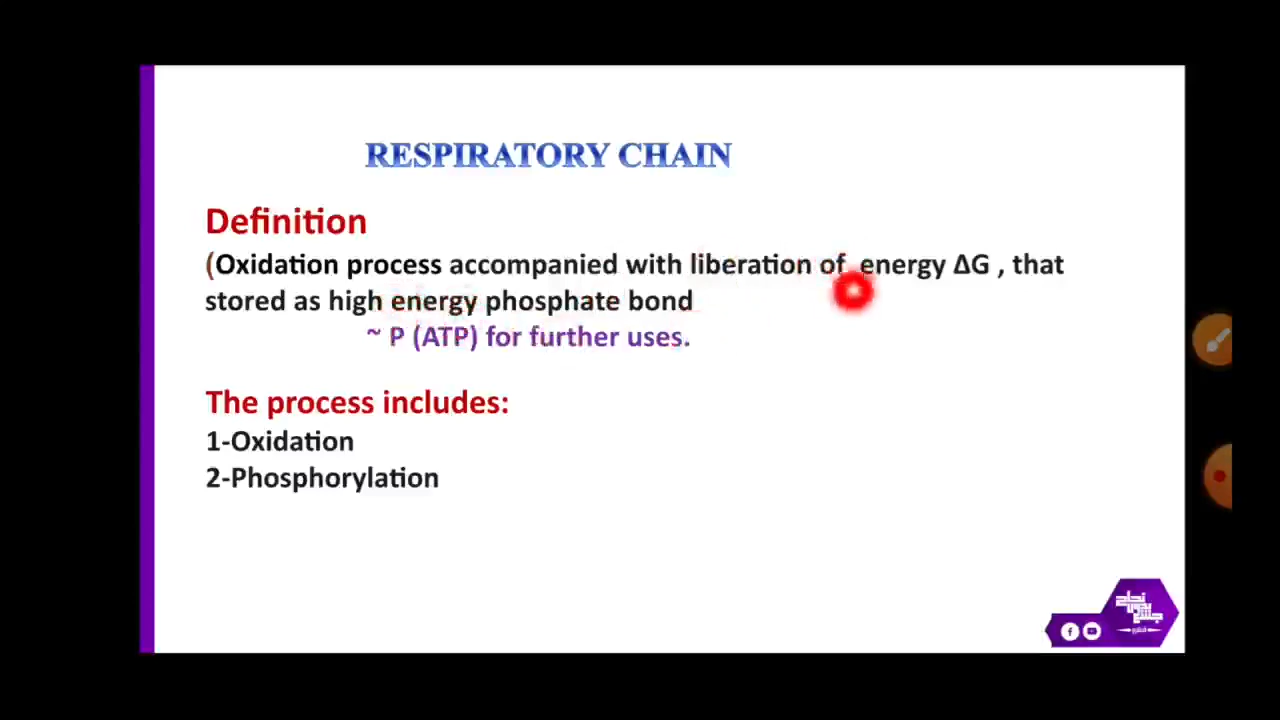 RESPIRATORY CHAIN
Definition
(Oxidation process accompanied with liberation of energy ΔG , that
stored as high energy phosphate bond
~ P (ATP) for further uses.
The process includes:
1-Oxidation
2-Phosphorylation